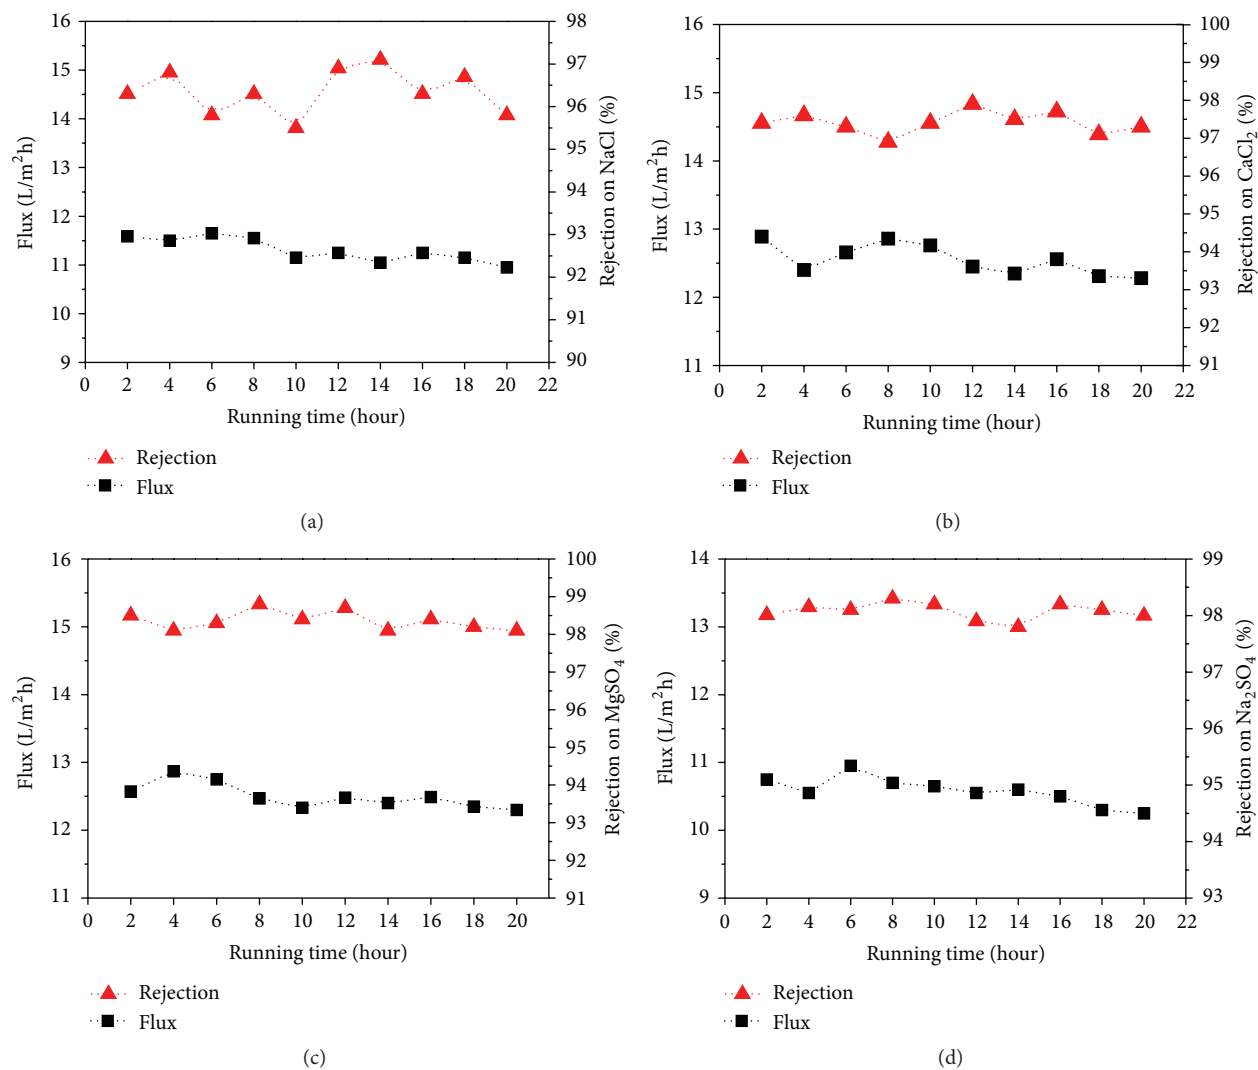 16
15
14
13
12
11
10
9
Flux (L/m²h)
98
97
96
95
94
93
92
91
90
Rejection on NaCl (%)
0 2 4 6 8 10 12 14 16 18 20 22
Running time (hour)
Rejection
Flux
(a)
16
15
14
13
12
11
Flux (L/m²h)
100
99
98
97
96
95
94
93
92
91
Rejection on CaCl₂ (%)
0 2 4 6 8 10 12 14 16 18 20 22
Running time (hour)
Rejection
Flux
(b)
16
15
14
13
12
11
Flux (L/m²h)
100
99
98
97
96
95
94
93
92
91
Rejection on MgSO₄ (%)
0 2 4 6 8 10 12 14 16 18 20
Running time (hour)
Rejection
Flux
(c)
14
13
12
11
10
9
Flux (L/m²h)
99
98
97
96
95
94
93
Rejection on Na₂SO₄ (%)
0 2 4 6 8 10 12 14 16 18 20 22
Running time (hour)
Rejection
Flux
(d)